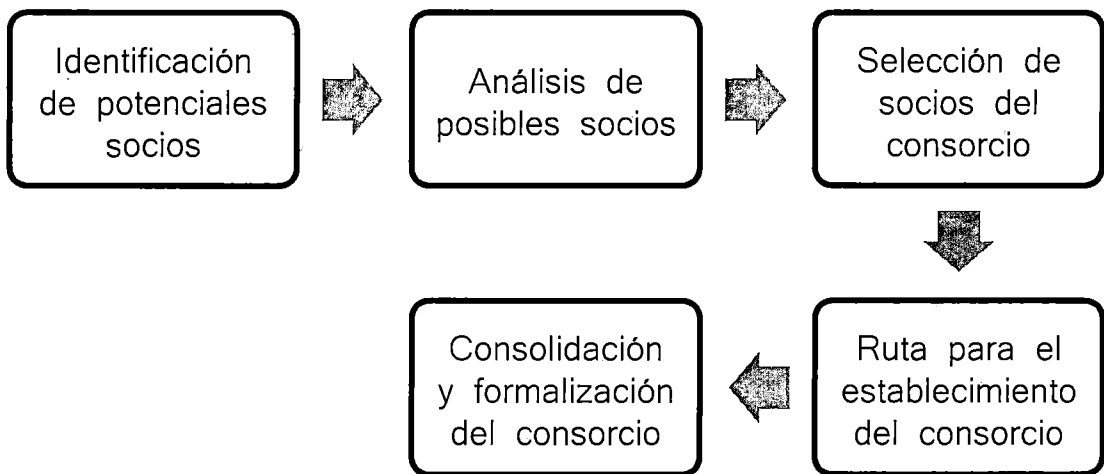 Identificación
de potenciales
socios
Análisis de
posibles socios
Selección de
socios del
consorcio
Ruta para el
establecimiento
del consorcio
Consolidación
y formalización
del consorcio